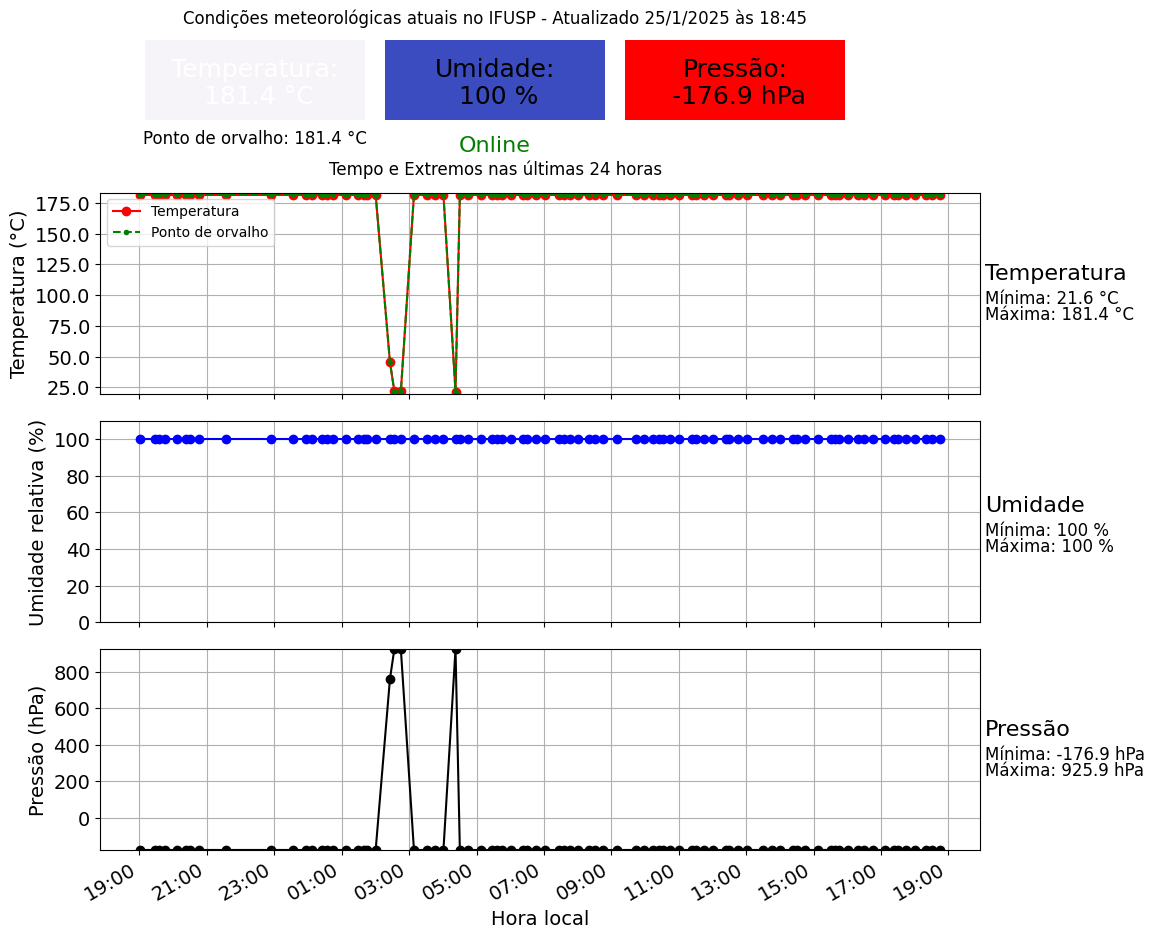 Condições meteorológicas atuais no IFUSP - Atualizado 25/1/2025 às 18:45
Temperatura:
181.4 °C
Umidade:
100 %
Pressão:
-176.9 hPa
Ponto de orvalho: 181.4 °C
Online
Tempo e Extremos nas últimas 24 horas
Temperatura (°C)
175.0
150.0
125.0
100.0
75.0
50.0
25.0
Temperatura
Ponto de orvalho
Temperatura
Mínima: 21.6 °C
Máxima: 181.4 °C
Umidade relativa (%)
100
80
60
40
20
0
Umidade
Mínima: 100 %
Máxima: 100 %
Pressão (hPa)
800
600
400
200
0
Pressão
Mínima: -176.9 hPa
Máxima: 925.9 hPa
19:00 21:00 23:00 01:00 03:00 05:00 07:00 09:00 11:00 13:00 15:00 17:00 19:00
Hora local